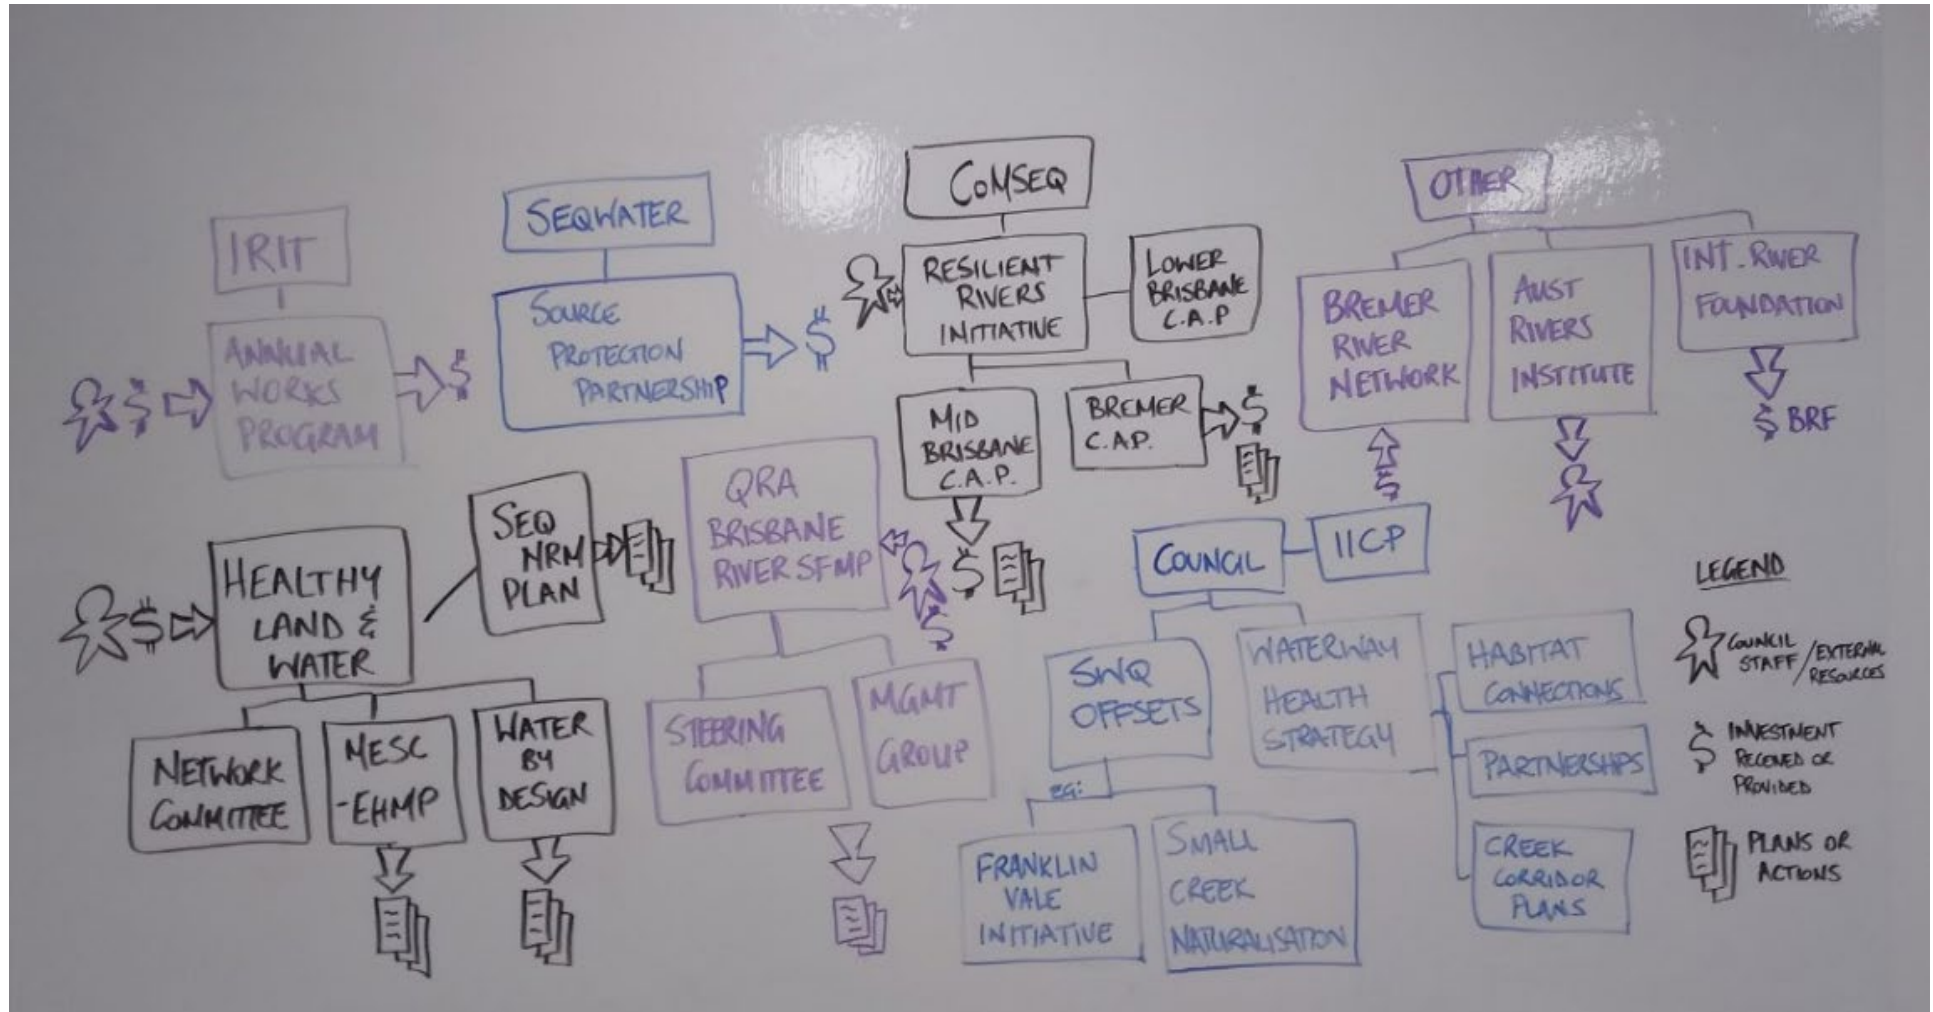 IRIT
ANNUAL
WORKS
PROGRAM
$
$
SEQWATER
SOURCE
PROTECTION
PARTNERSHIP
$
COMSEQ
RESILIENT
RIVERS
INITIATIVE
LOWER
BRISBANE
C.A.P
MID
BRISBANE
C.A.P.
$
BREMER
C.A.P.
$
OTHER
BREMER
RIVER
NETWORK
$
AUST
RIVERS
INSTITUTE
INT. RIVER
FOUNDATION
$ BRF
$
HEALTHY
LAND &
WATER
SEQ
NRM
PLAN
NETWORK
COMMITTEE
MESC
-EHMP
WATER
BY
DESIGN
QRA
BRISBANE
RIVER SFMP
$
STEERING
COMMITTEE
MGMT
GROUP
COUNCIL
IICP
SWQ
OFFSETS
EG:
FRANKLIN
VALE
INITIATIVE
SMALL
CREEK
NATURALISATION
WATERWAY
HEALTH
STRATEGY
HABITAT
CONNECTIONS
PARTNERSHIPS
CREEK
CORRIDOR
PLANS
LEGEND
COUNCIL
STAFF / EXTERNAL
RESOURCES
$ INVESTMENT
RECEIVED OR
PROVIDED
PLANS OR
ACTIONS